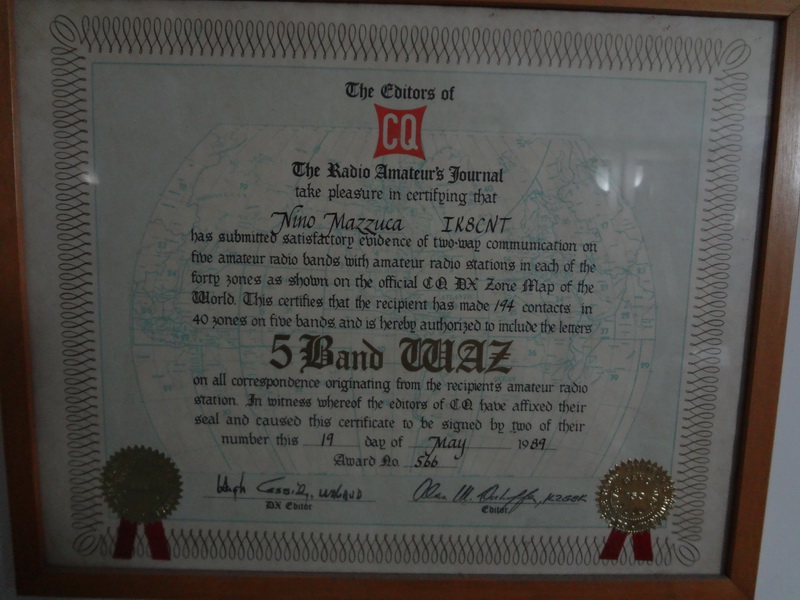 The Editors of
CQ
The Radio Amateur's Journal
take pleasure in certifying that
Nino Mazzuca IK8CNT
has submitted satisfactory evidence of two-way communication on
five amateur radio bands with amateur radio stations in each of the
forty zones as shown on the official CQ DX Zone Map of the
World. This certifies that the recipient has made 194 contacts in
40 zones on five bands and is hereby authorized to include the letters
5 Band WAZ
on all correspondence originating from the recipients amateur radio
station. In witness whereof the editors of CQ have affixed their
seal and caused this certificate to be signed by two of their
number this 19 day of May 1989
Award No. 566
DX Editor
Editor